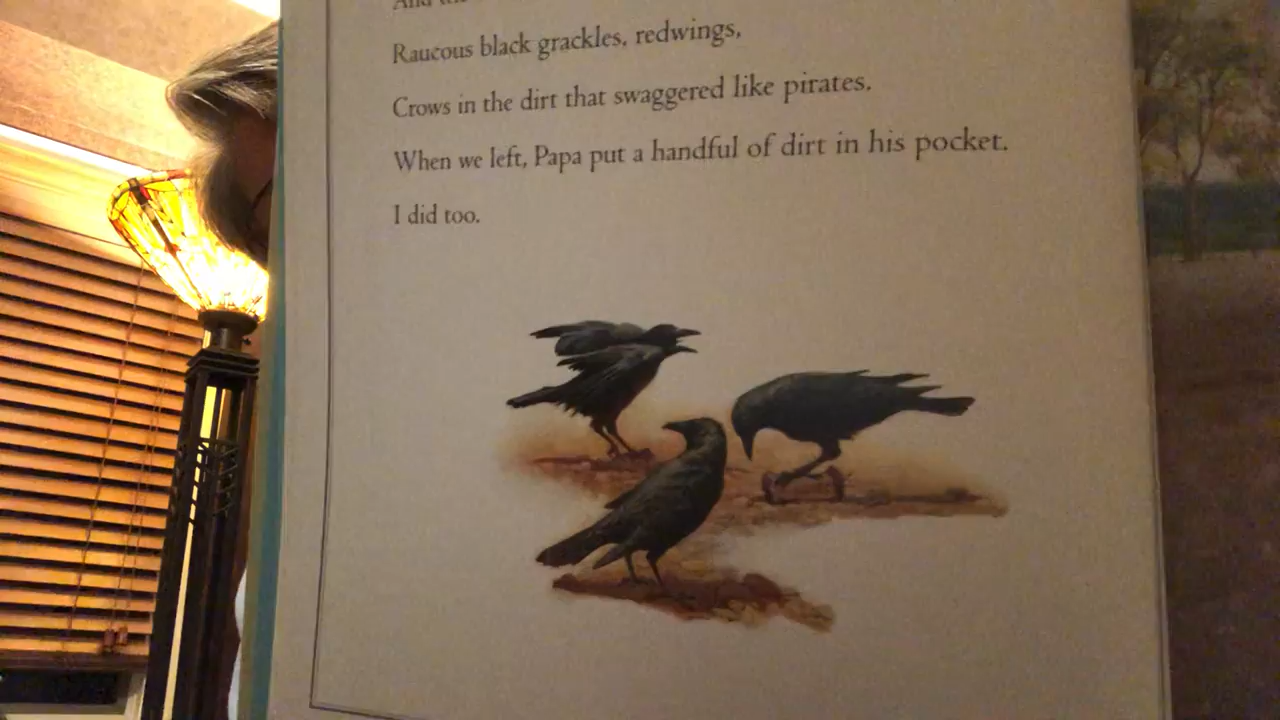 And
Raucous black grackles, redwings,
Crows in the dirt that swaggered like pirates.
When we left, Papa put a handful of dirt in his pocket.
I did too.